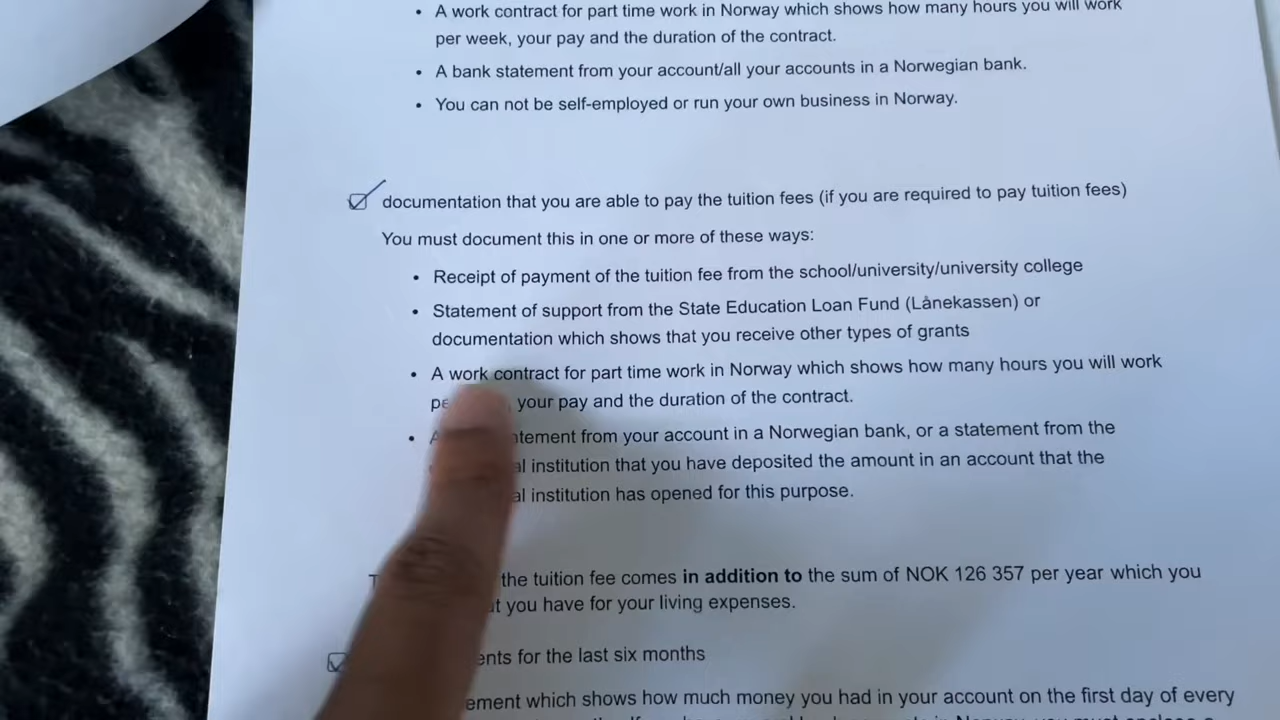 • A work contract for part time work in Norway which shows how many hours you will work
per week, your pay and the duration of the contract.
• A bank statement from your account/all your accounts in a Norwegian bank.
• You can not be self-employed or run your own business in Norway.
documentation that you are able to pay the tuition fees (if you are required to pay tuition fees)
You must document this in one or more of these ways:
• Receipt of payment of the tuition fee from the school/university/university college
• Statement of support from the State Education Loan Fund (Lånekassen) or
documentation which shows that you receive other types of grants
• A work contract for part time work in Norway which shows how many hours you will work
your pay and the duration of the contract.
• from your account in a Norwegian bank, or a statement from the
institution that you have deposited the amount in an account that the
institution has opened for this purpose.
the tuition fee comes in addition to the sum of NOK 126 357 per year which you
you have for your living expenses.
for the last six months
which shows how much money you had in your account on the first day of every